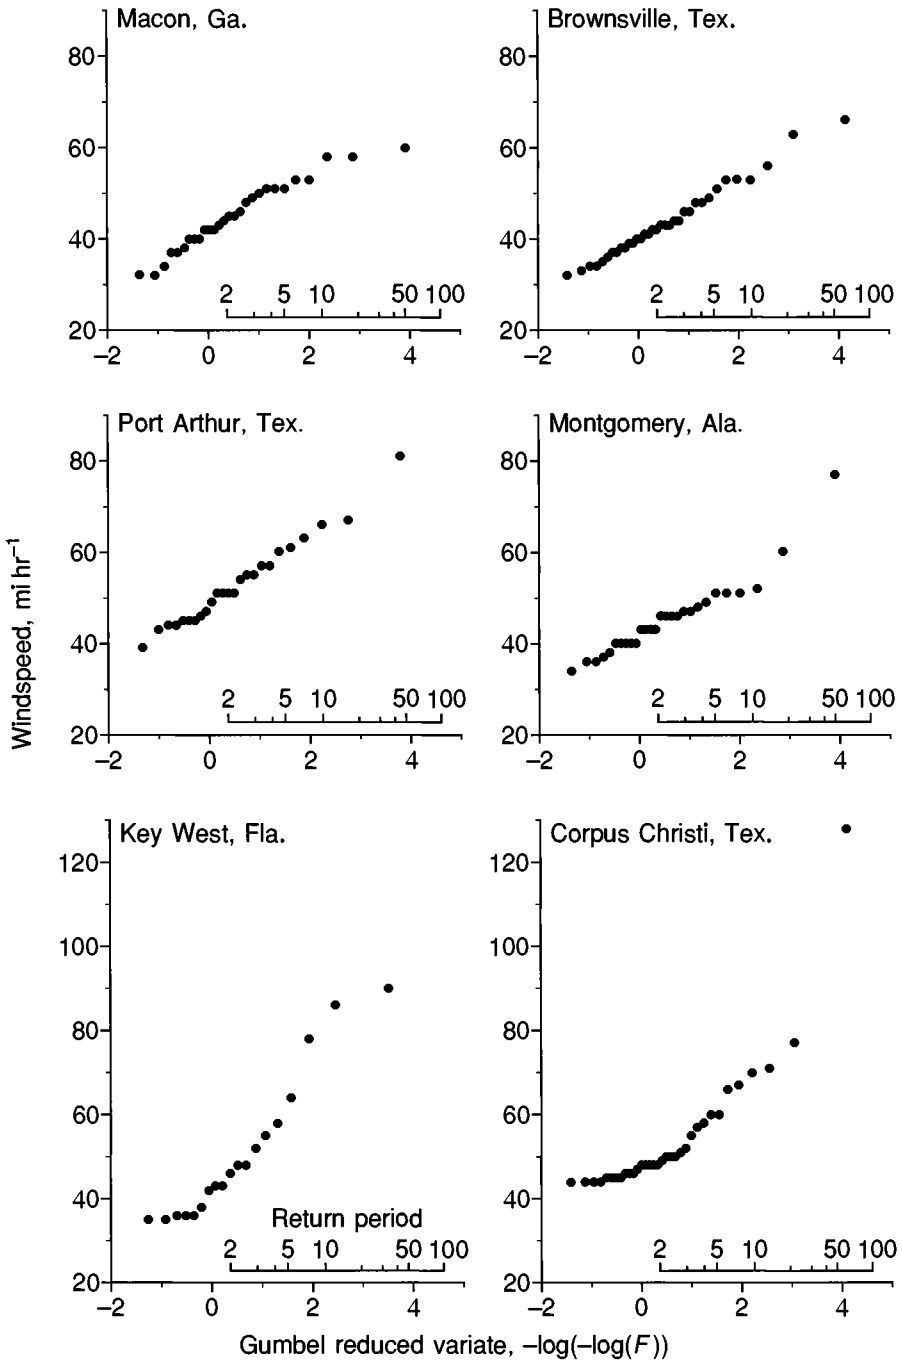 Macon, Ga.
80
60
40
20
2 5 10 50 100
−2 0 2 4
Brownsville, Tex.
80
60
40
20
2 5 10 50 100
−2 0 2 4
Port Arthur, Tex.
80
60
40
20
2 5 10 50 100
−2 0 2 4
Montgomery, Ala.
80
60
40
20
2 5 10 50 100
−2 0 2 4
Windspeed, mi hr⁻¹
Key West, Fla.
120
100
80
60
40
20
Return period
2 5 10 50 100
−2 0 2 4
Corpus Christi, Tex.
120
100
80
60
40
20
2 5 10 50 100
−2 0 2 4
Gumbel reduced variate, −log(−log(F))